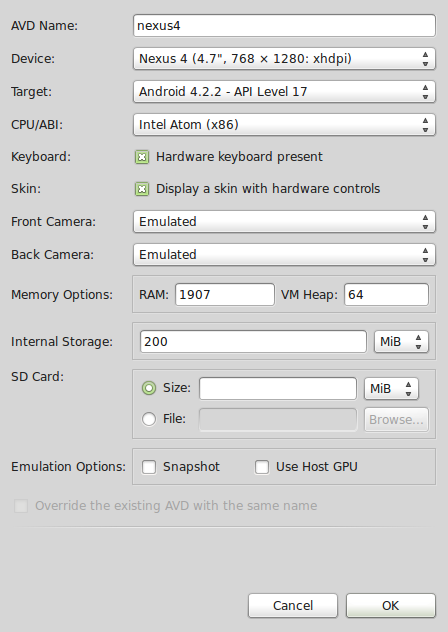 AVD Name: nexus4
Device: Nexus 4 (4.7", 768 × 1280: xhdpi)
Target: Android 4.2.2 - API Level 17
CPU/ABI: Intel Atom (x86)
Keyboard: Hardware keyboard present
Skin: Display a skin with hardware controls
Front Camera: Emulated
Back Camera: Emulated
Memory Options: RAM: 1907 VM Heap: 64
Internal Storage: 200 MiB
SD Card:
Size: MiB
File: Browse...
Emulation Options: Snapshot Use Host GPU
Override the existing AVD with the same name
Cancel OK